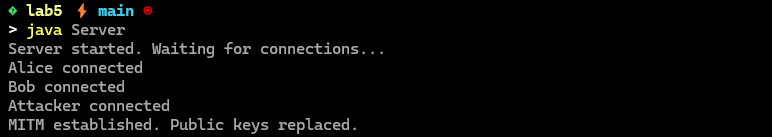 lab5 ⚡ main
> java Server
Server started. Waiting for connections...
Alice connected
Bob connected
Attacker connected
MITM established. Public keys replaced.